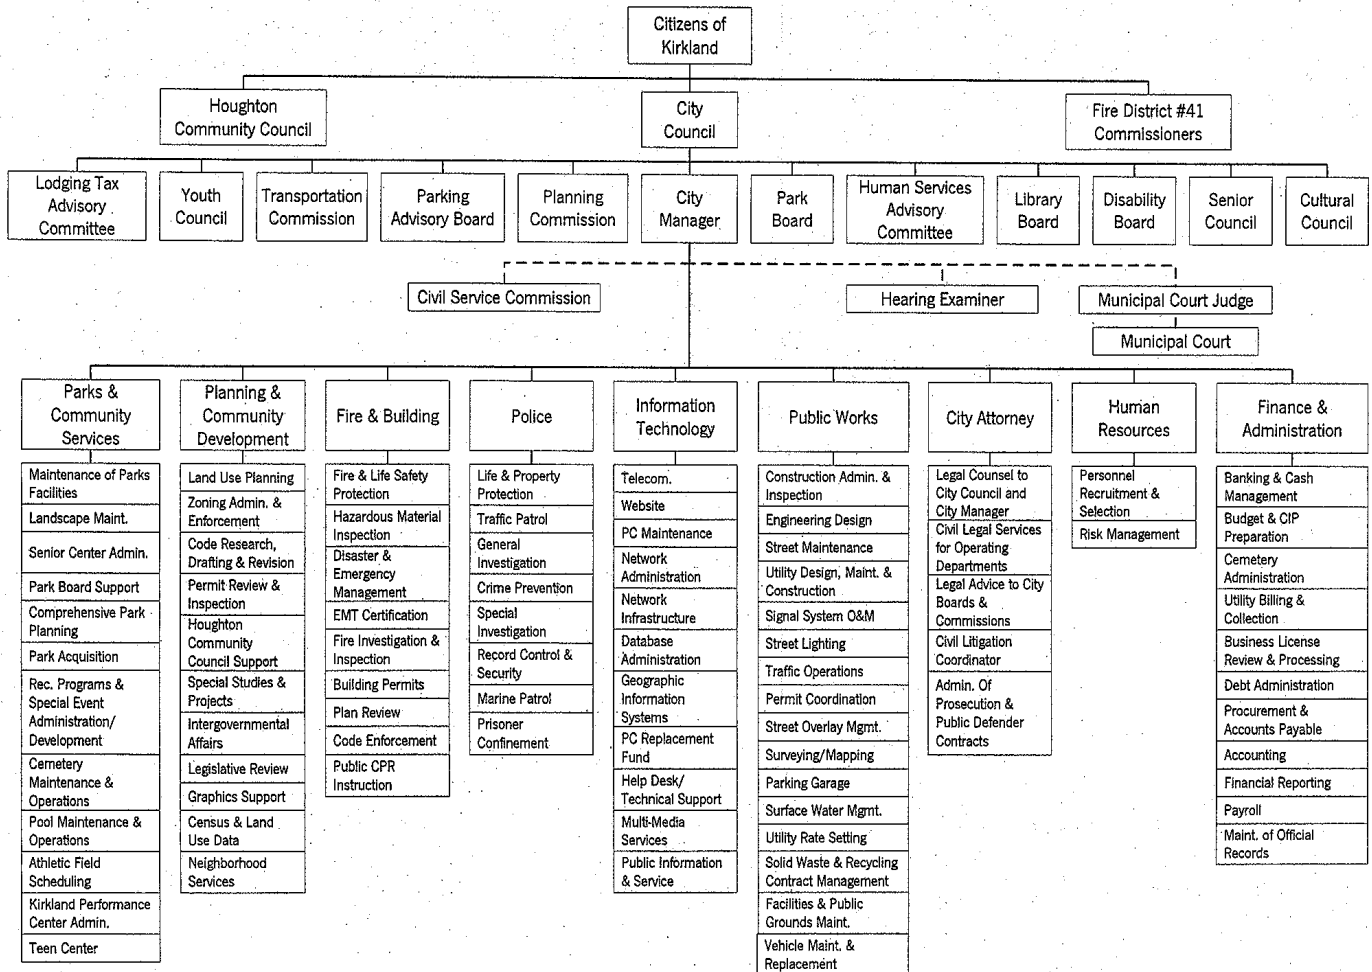 Citizens of
Kirkland
Houghton
Community Council
City
Council
Fire District #41
Commissioners
Lodging Tax
Advisory
Committee
Youth
Council
Transportation
Commission
Parking
Advisory Board
Planning
Commission
City
Manager
Park
Board
Human Services
Advisory
Committee
Library
Board
Disability
Board
Senior
Council
Cultural
Council
Civil Service Commission
Hearing Examiner
Municipal Court Judge
Municipal Court
Parks &
Community
Services
Maintenance of Parks
Facilities
Landscape Maint.
Senior Center Admin.
Park Board Support
Comprehensive Park
Planning
Park Acquisition
Rec. Programs &
Special Event
Administration/
Development
Cemetery
Maintenance &
Operations
Pool Maintenance &
Operations
Athletic Field
Scheduling
Kirkland Performance
Center Admin.
Teen Center
Planning &
Community
Development
Land Use Planning
Zoning Admin. &
Enforcement
Code Research,
Drafting & Revision
Permit Review &
Inspection
Houghton
Community
Council Support
Special Studies &
Projects
Intergovernmental
Affairs
Legislative Review
Graphics Support
Census & Land
Use Data
Neighborhood
Services
Fire & Building
Fire & Life Safety
Protection
Hazardous Material
Inspection
Disaster &
Emergency
Management
EMT Certification
Fire Investigation &
Inspection
Building Permits
Plan Review
Code Enforcement
Public CPR
Instruction
Police
Life & Property
Protection
Traffic Patrol
General
Investigation
Crime Prevention
Special
Investigation
Record Control &
Security
Marine Patrol
Prisoner
Confinement
Information
Technology
Telecom.
Website
PC Maintenance
Network
Administration
Network
Infrastructure
Database
Administration
Geographic
Information
Systems
PC Replacement
Fund
Help Desk/
Technical Support
Multi-Media
Services
Public Information
& Service
Public Works
Construction Admin. &
Inspection
Engineering Design
Street Maintenance
Utility Design, Maint. &
Construction
Signal System O&M
Street Lighting
Traffic Operations
Permit Coordination
Street Overlay Mgmt.
Surveying/Mapping
Parking Garage
Surface Water Mgmt.
Utility Rate Setting
Solid Waste & Recycling
Contract Management
Facilities & Public
Grounds Maint.
Vehicle Maint. &
Replacement
City Attorney
Legal Counsel to
City Council and
City Manager
Civil Legal Services
for Operating
Departments
Legal Advice to City
Boards &
Commissions
Civil Litigation
Coordinator
Admin. Of
Prosecution &
Public Defender
Contracts
Human
Resources
Personnel
Recruitment &
Selection
Risk Management
Finance &
Administration
Banking & Cash
Management
Budget & CIP
Preparation
Cemetery
Administration
Utility Billing &
Collection
Business License
Review & Processing
Debt Administration
Procurement &
Accounts Payable
Accounting
Financial Reporting
Payroll
Maint. of Official
Records